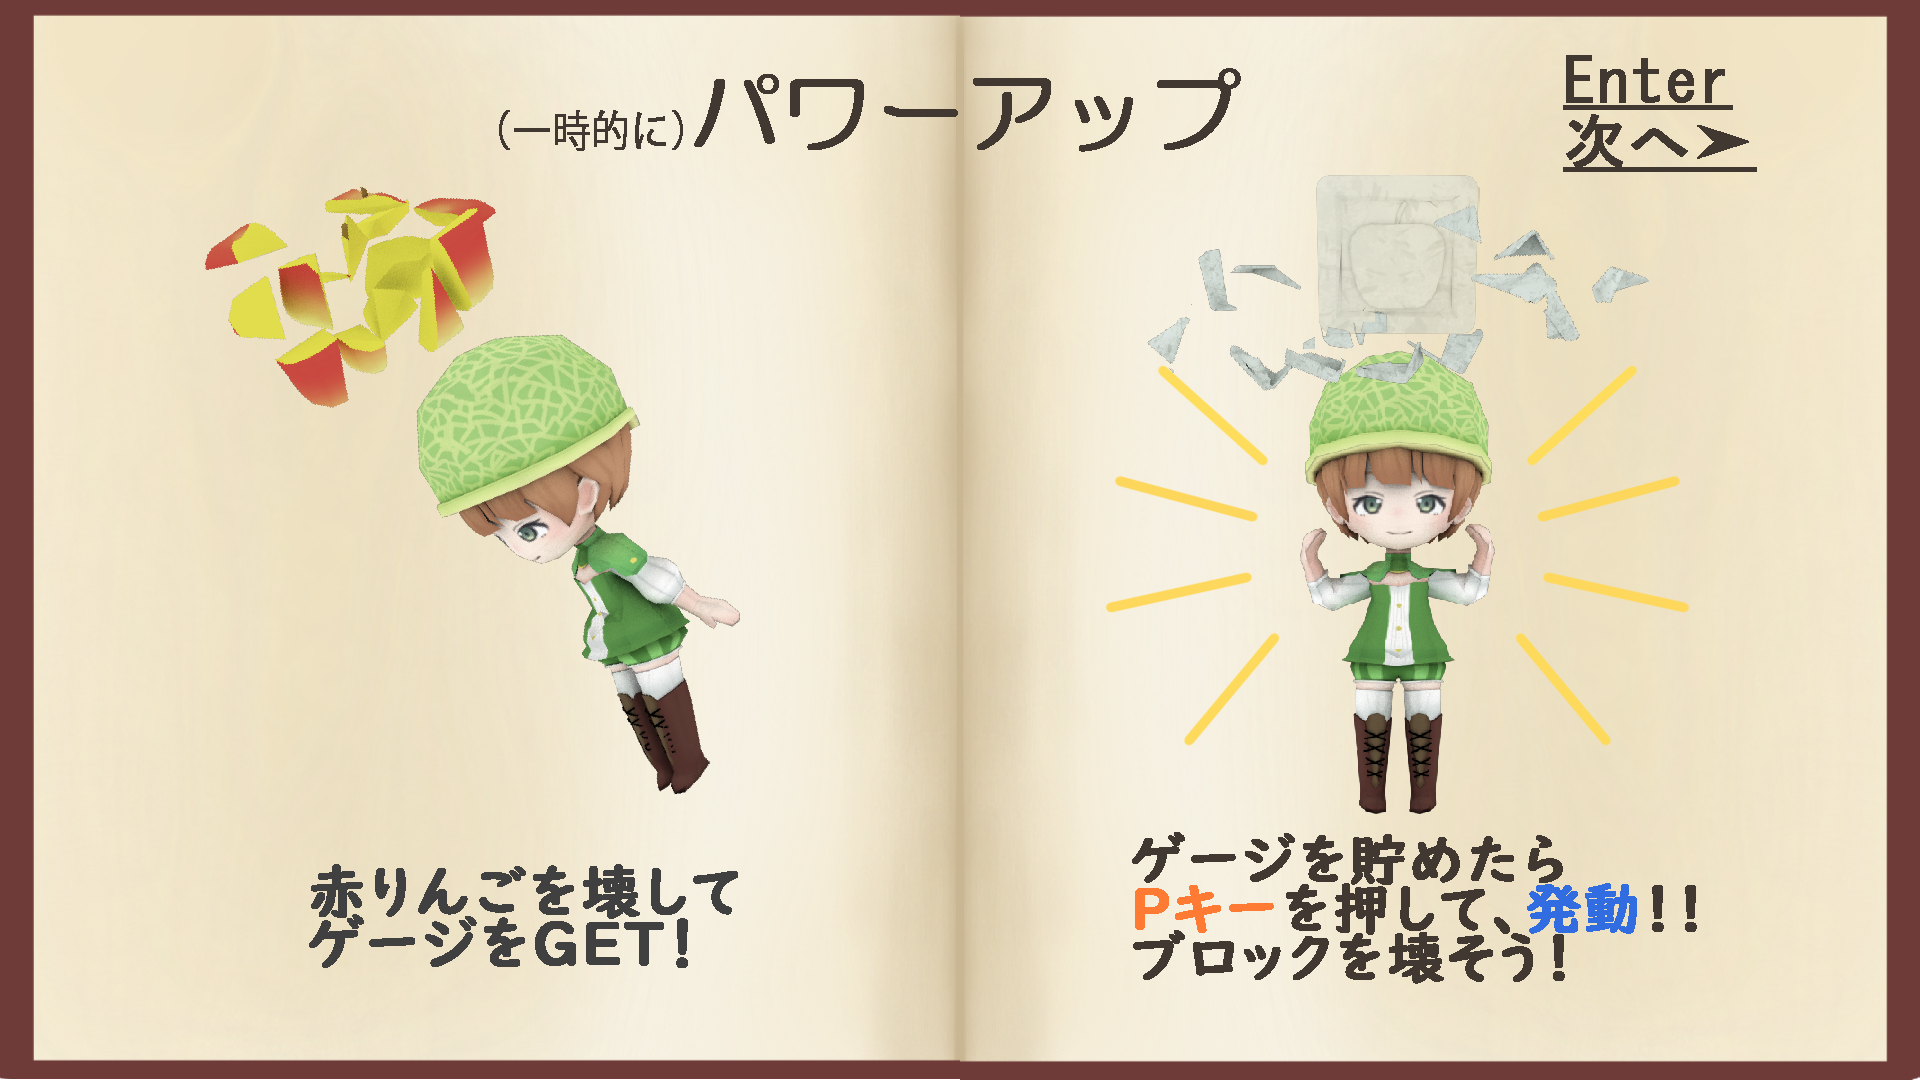 （一時的に）パワーアップ
Enter
次へ➤
赤りんごを壊して
ゲージをGET！
ゲージを貯めたら
Pキーを押して、発動！！
ブロックを壊そう！